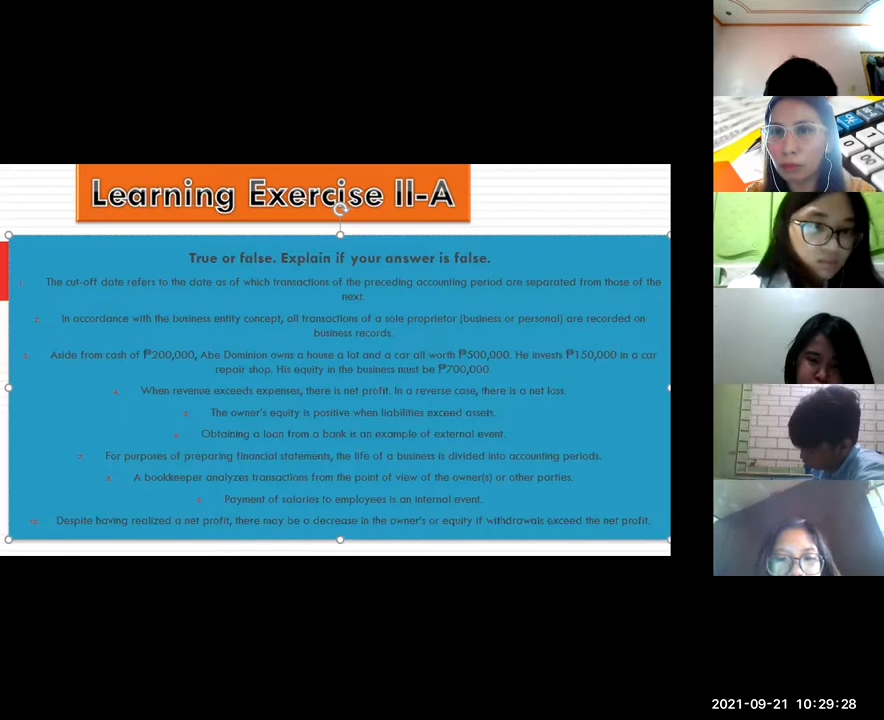 Learning Exercise II-A
True or false. Explain if your answer is false.
1. The cut-off date refers to the date as of which transactions of the preceding accounting period are separated from those of the
next.
2. In accordance with the business entity concept, all transactions of a sole proprietor (business or personal) are recorded on
business records.
3. Aside from cash of ₱200,000, Abe Dominion owns a house a lot and a car all worth ₱500,000. He invests ₱150,000 in a car
repair shop. His equity in the business must be ₱700,000.
4. When revenue exceeds expenses, there is net profit. In a reverse case, there is a net loss.
5. The owner's equity is positive when liabilities exceed assets.
6. Obtaining a loan from a bank is an example of external event.
7. For purposes of preparing financial statements, the life of a business is divided into accounting periods.
8. A bookkeeper analyzes transactions from the point of view of the owner(s) or other parties.
9. Payment of salaries to employees is an internal event.
10. Despite having realized a net profit, there may be a decrease in the owner's or equity if withdrawals exceed the net profit.
2021-09-21 10:29:28